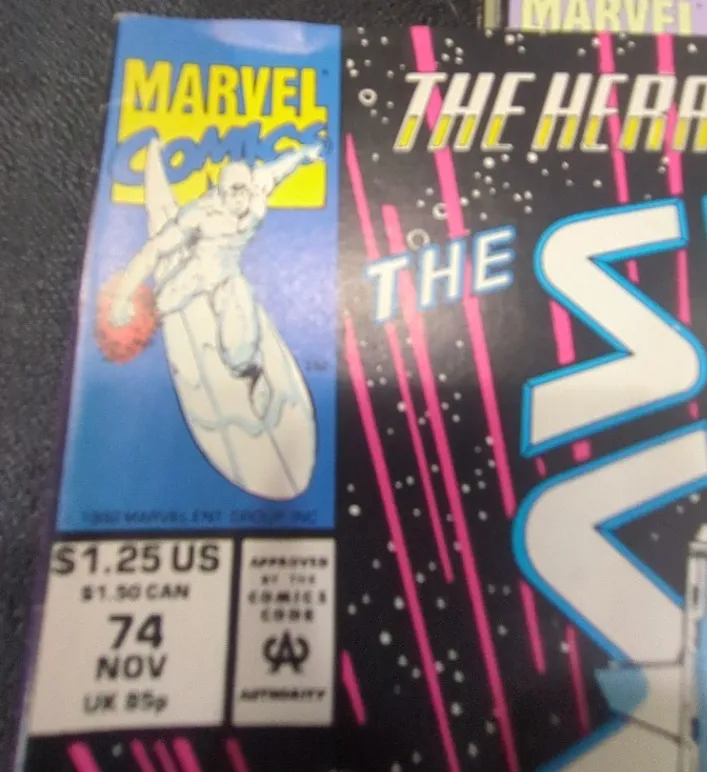 MARVEL
MARVEL
COMICS
THE HERA
THE
S
$1.25 US
$1.50 CAN
74
NOV
UK 85p
APPROVED
BY THE
COMICS
CODE
CA
AUTHORITY